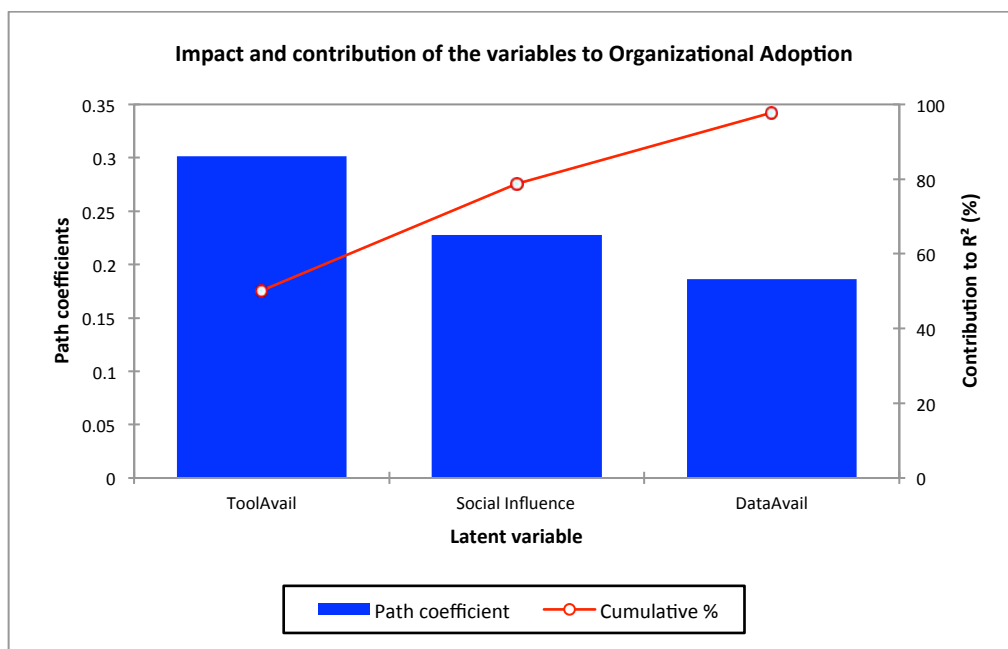 Impact and contribution of the variables to Organizational Adoption
0.35
0.3
0.25
0.2
0.15
0.1
0.05
0
Path coefficients
100
80
60
40
20
0
Contribution to R² (%)
ToolAvail Social Influence DataAvail
Latent variable
Path coefficient Cumulative %